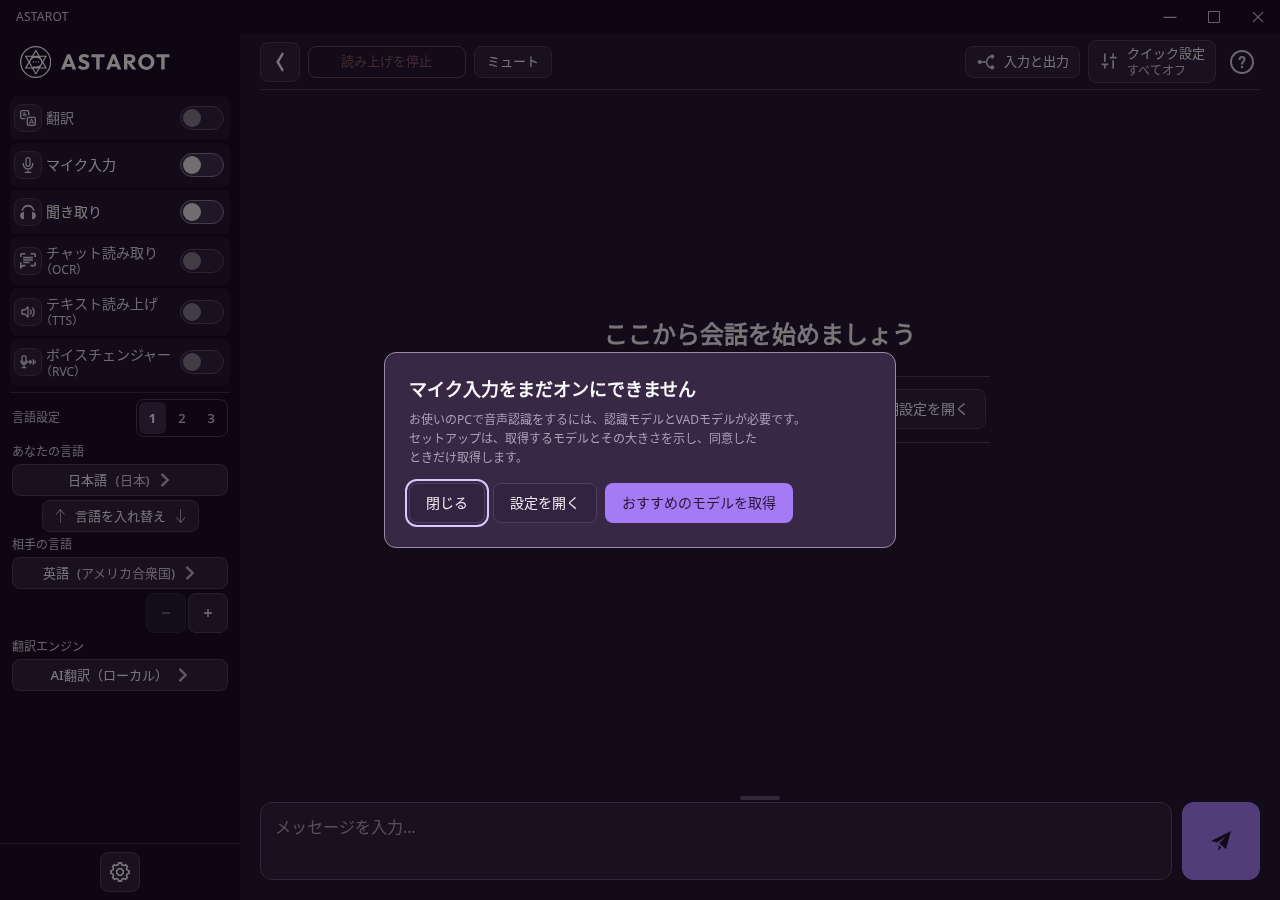 ASTAROT
ASTAROT
読み上げを停止
ミュート
入力と出力
クイック設定
すべてオフ
翻訳
マイク入力
聞き取り
チャット読み取り
（OCR）
テキスト読み上げ
（TTS）
ボイスチェンジャー
（RVC）
言語設定
1 2 3
あなたの言語
日本語 (日本)
言語を入れ替え
相手の言語
英語 (アメリカ合衆国)
翻訳エンジン
AI翻訳（ローカル）
ここから会話を始めましょう
設定を開く
マイク入力をまだオンにできません
お使いのPCで音声認識をするには、認識モデルとVADモデルが必要です。
セットアップは、取得するモデルとその大きさを示し、同意した
ときだけ取得します。
閉じる
設定を開く
おすすめのモデルを取得
メッセージを入力...